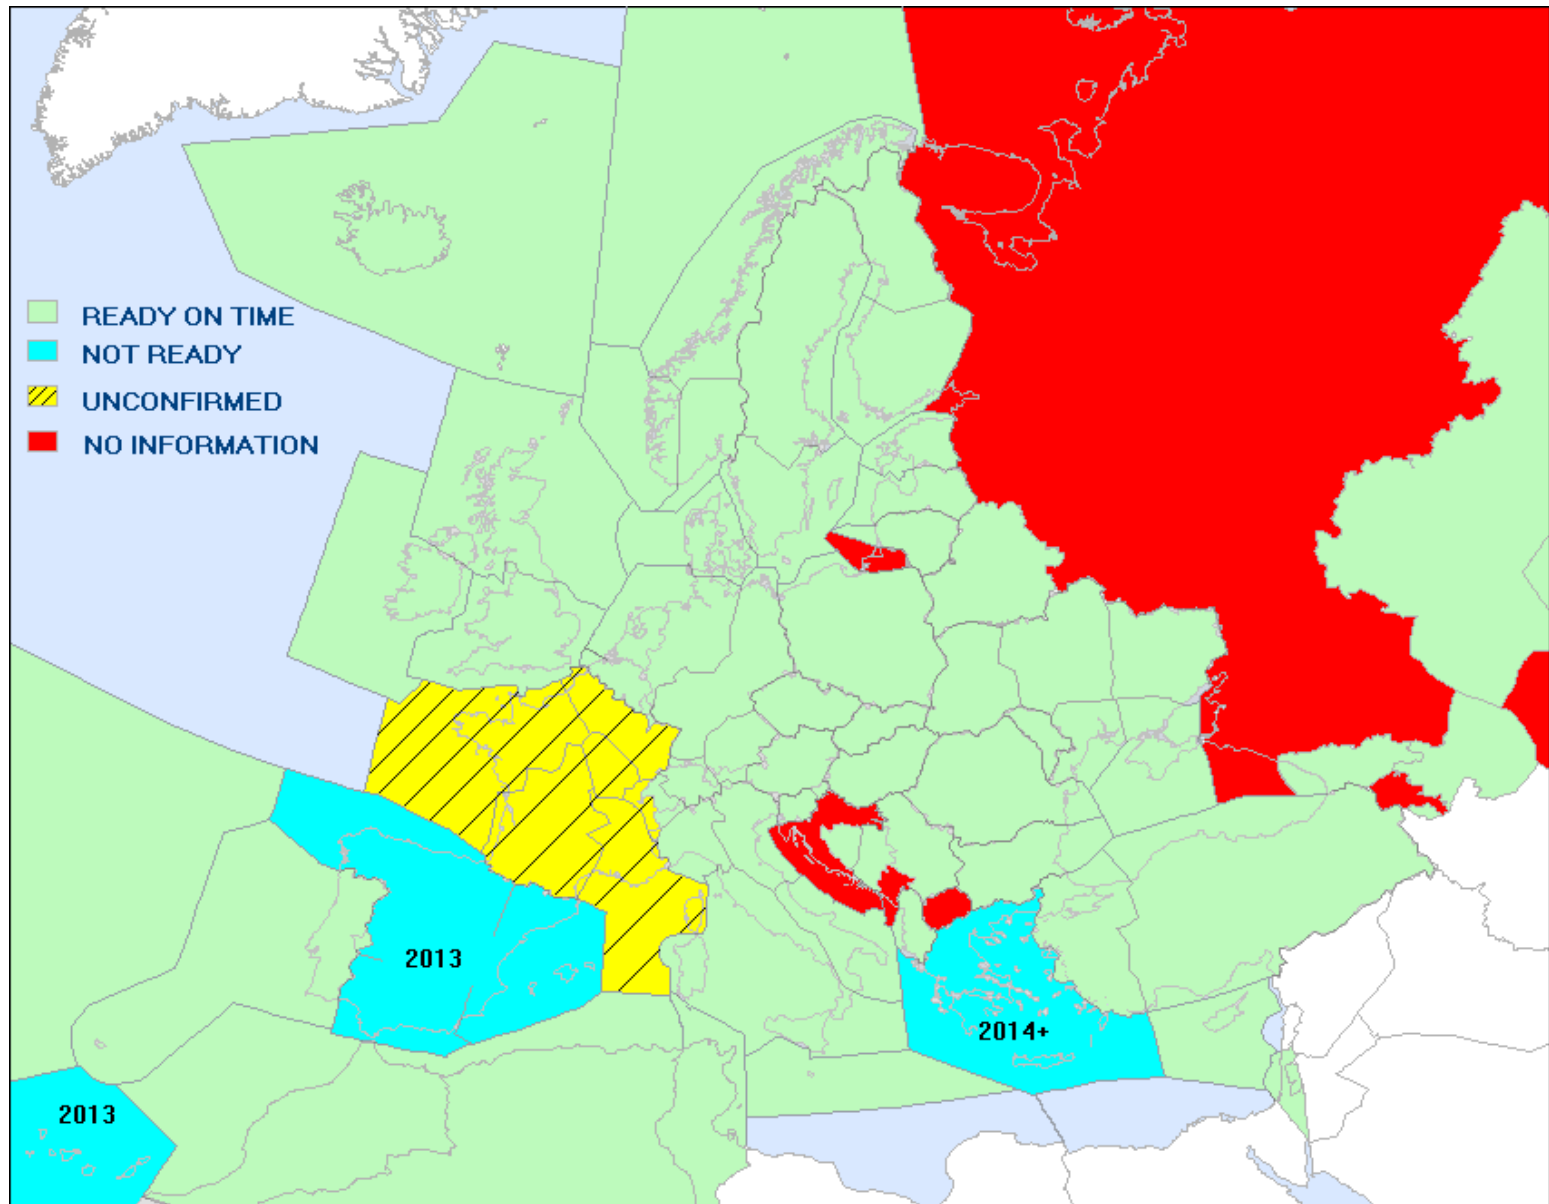 READY ON TIME
NOT READY
UNCONFIRMED
NO INFORMATION
2013
2014+
2013